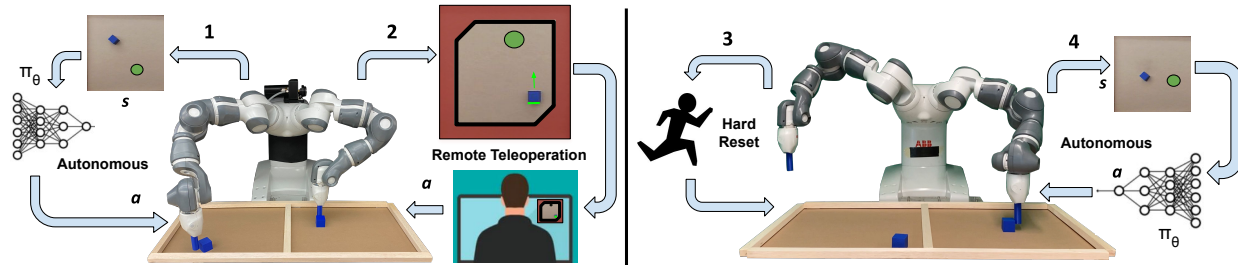 1
2
3
4
π_θ
s
Autonomous
a
Remote Teleoperation
a
Hard
Reset
ABB
s
Autonomous
a
π_θ